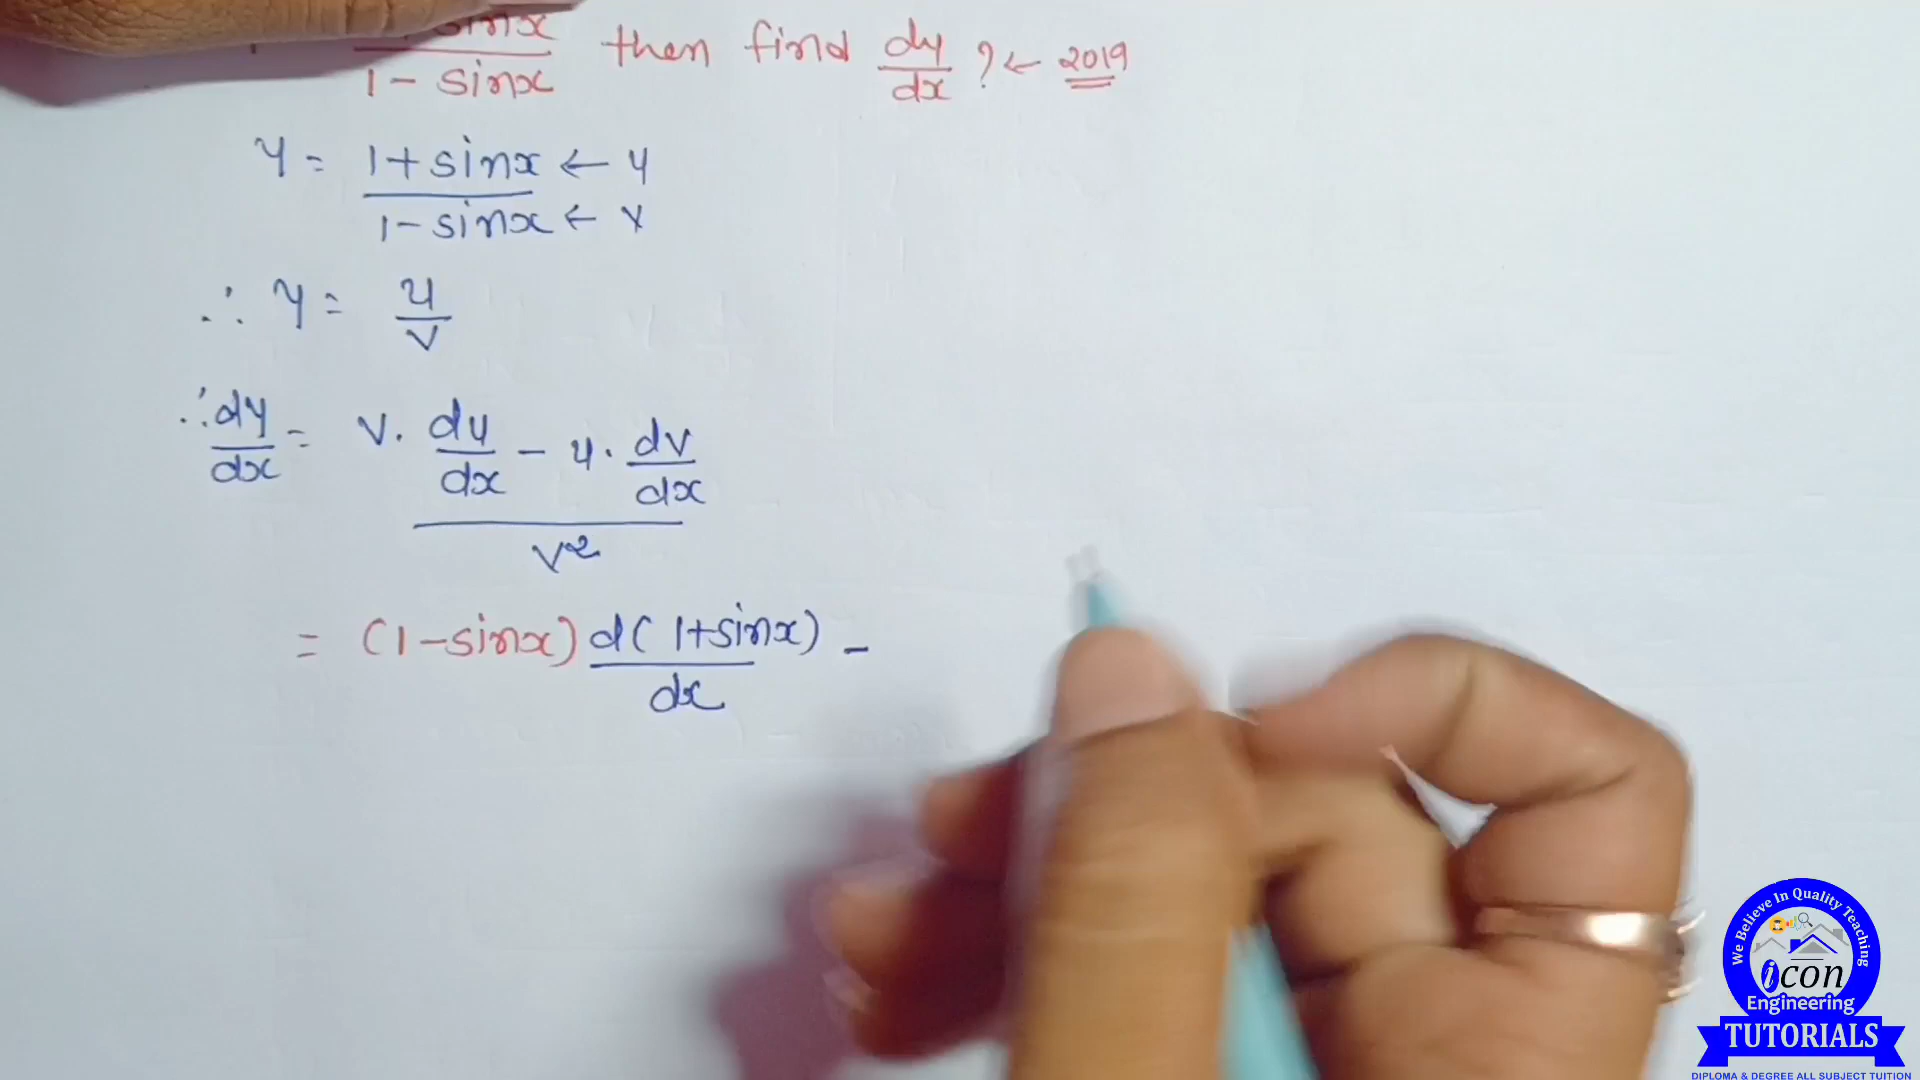 sinx then find dy/dx ? ← 2019
1 - sinx
y = 1+sinx ← u
1-sinx ← v
∴ y = u/v
∴ dy/dx = v. du/dx - u. dv/dx
v²
= (1-sinx) d(1+sinx)/dx -
We Believe In Quality Teaching
icon
Engineering
TUTORIALS
DIPLOMA & DEGREE ALL SUBJECT TUITION